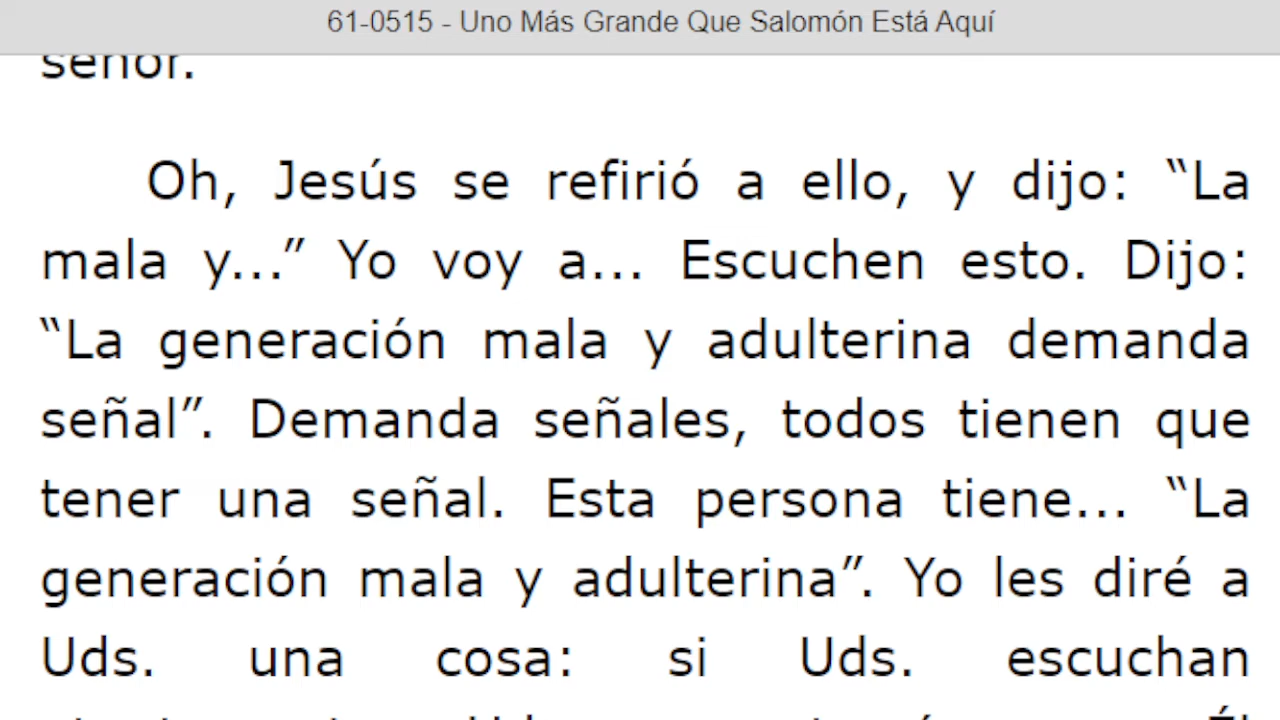 61-0515 - Uno Más Grande Que Salomón Está Aquí
señor.
Oh, Jesús se refirió a ello, y dijo: “La
mala y...” Yo voy a... Escuchen esto. Dijo:
“La generación mala y adulterina demanda
señal”. Demanda señales, todos tienen que
tener una señal. Esta persona tiene... “La
generación mala y adulterina”. Yo les diré a
Uds. una cosa: si Uds. escuchan